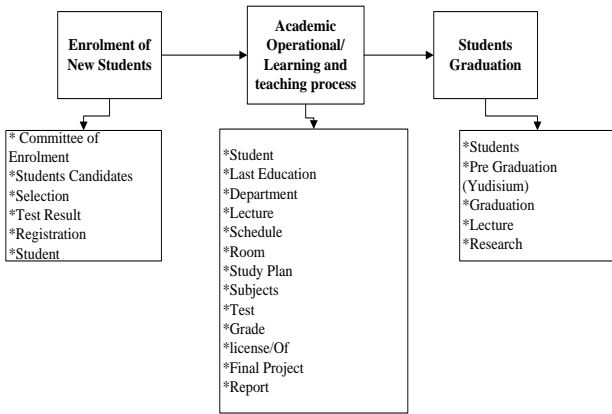 Enrolment of
New Students
Academic
Operational/
Learning and
teaching process
Students
Graduation
* Committee of
Enrolment
*Students Candidates
*Selection
*Test Result
*Registration
*Student
*Student
*Last Education
*Department
*Lecture
*Schedule
*Room
*Study Plan
*Subjects
*Test
*Grade
*license/Of
*Final Project
*Report
*Students
*Pre Graduation
(Yudisium)
*Graduation
*Lecture
*Research